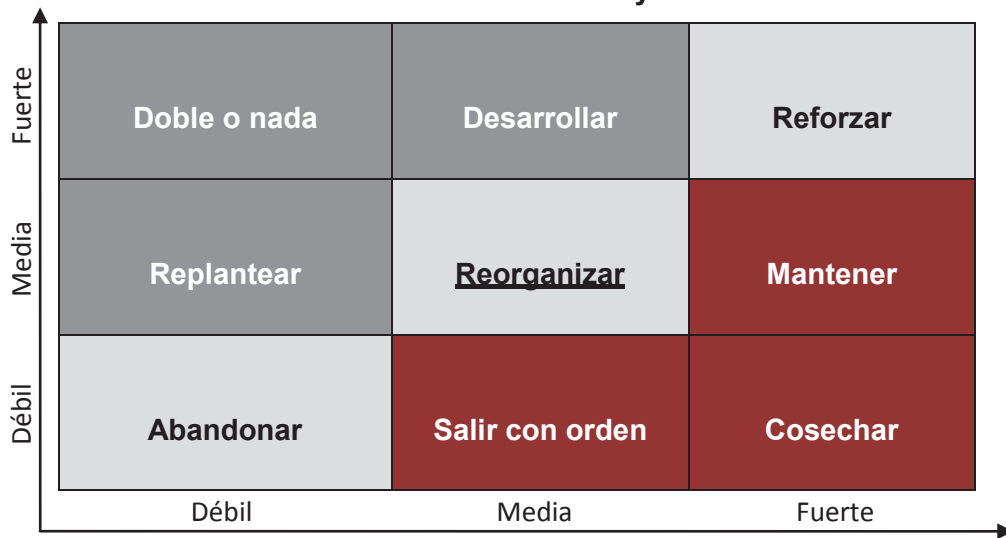 Fuerte
Doble o nada
Desarrollar
Reforzar
Media
Replantear
Reorganizar
Mantener
Débil
Abandonar
Salir con orden
Cosechar
Débil
Media
Fuerte